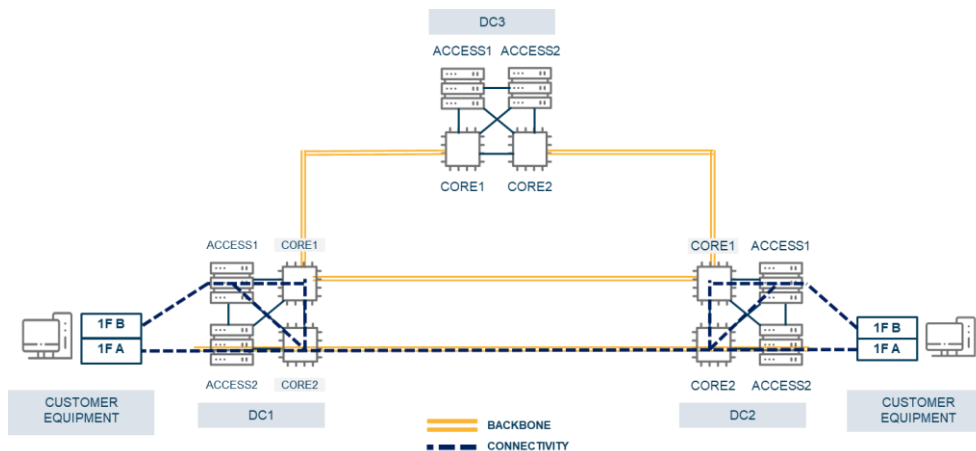 DC3
ACCESS1 ACCESS2
CORE1 CORE2
ACCESS1 CORE1
CORE1 ACCESS1
1F B
1F A
1F B
1F A
ACCESS2 CORE2
CORE2 ACCESS2
CUSTOMER
EQUIPMENT
DC1
DC2
CUSTOMER
EQUIPMENT
BACKBONE
CONNECTIVITY